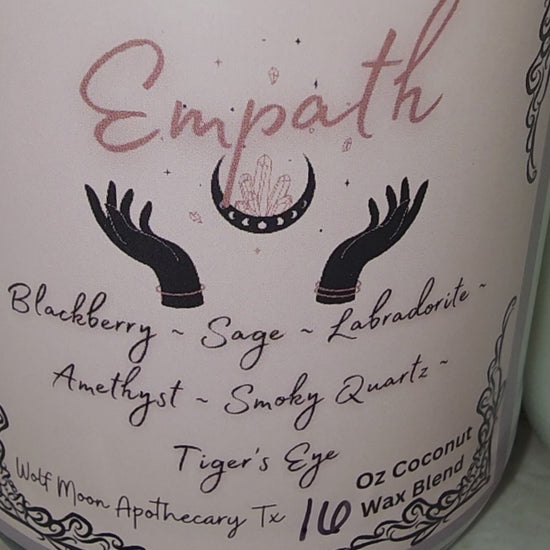 Empath
Blackberry ~ Sage ~ Labradorite ~
Amethyst ~ Smoky Quartz ~
Tiger's Eye
Wolf Moon Apothecary Tx
16 Oz Coconut
Wax Blend